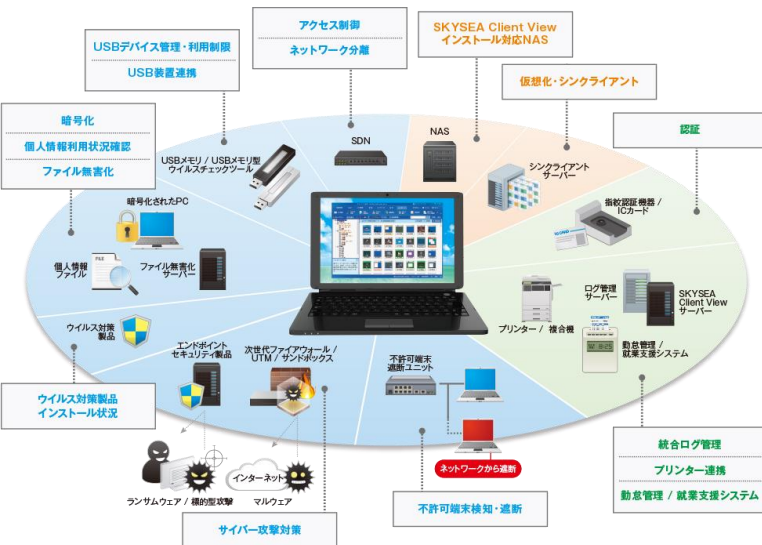 アクセス制御
ネットワーク分離
SKYSEA Client View
インストール対応NAS
USBデバイス管理・利用制限
USB装置連携
仮想化・シンクライアント
暗号化
個人情報利用状況確認
ファイル無害化
認証
SDN
NAS
USBメモリ / USBメモリ型
ウイルスチェックツール
シンクライアント
サーバー
指紋認証機器 /
ICカード
暗号化されたPC
個人情報
ファイル
FILE
ファイル無害化
サーバー
ログ管理
サーバー
SKYSEA
Client View
サーバー
プリンター / 複合機
勤怠管理 /
就業支援システム
ウイルス対策
製品
エンドポイント
セキュリティ製品
次世代ファイアウォール /
UTM / サンドボックス
不許可端末
遮断ユニット
ウイルス対策製品
インストール状況
ネットワークから遮断
インターネット
ランサムウェア / 標的型攻撃
マルウェア
統合ログ管理
プリンター連携
勤怠管理 / 就業支援システム
サイバー攻撃対策
不許可端末検知・遮断